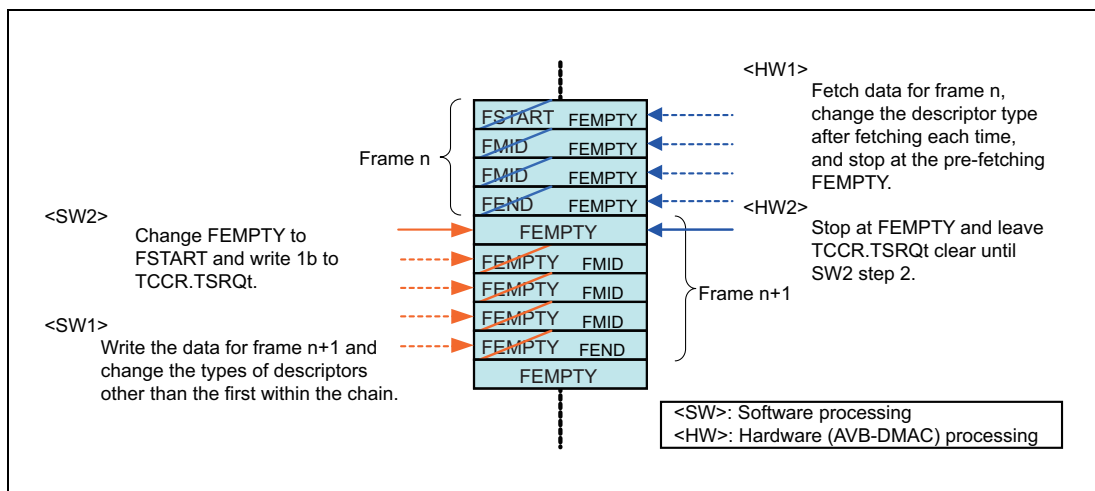 <HW1>
Fetch data for frame n,
change the descriptor type
after fetching each time,
and stop at the pre-fetching
FEMPTY.
Frame n
FSTART FEMPTY
FMID FEMPTY
FMID FEMPTY
FEND FEMPTY
<SW2>
Change FEMPTY to
FSTART and write 1b to
TCCR.TSRQt.
<HW2>
Stop at FEMPTY and leave
TCCR.TSRQt clear until
SW2 step 2.
FEMPTY
FEMPTY FMID
FEMPTY FMID
FEMPTY FMID
FEMPTY FEND
FEMPTY
Frame n+1
<SW1>
Write the data for frame n+1 and
change the types of descriptors
other than the first within the chain.
<SW>: Software processing
<HW>: Hardware (AVB-DMAC) processing